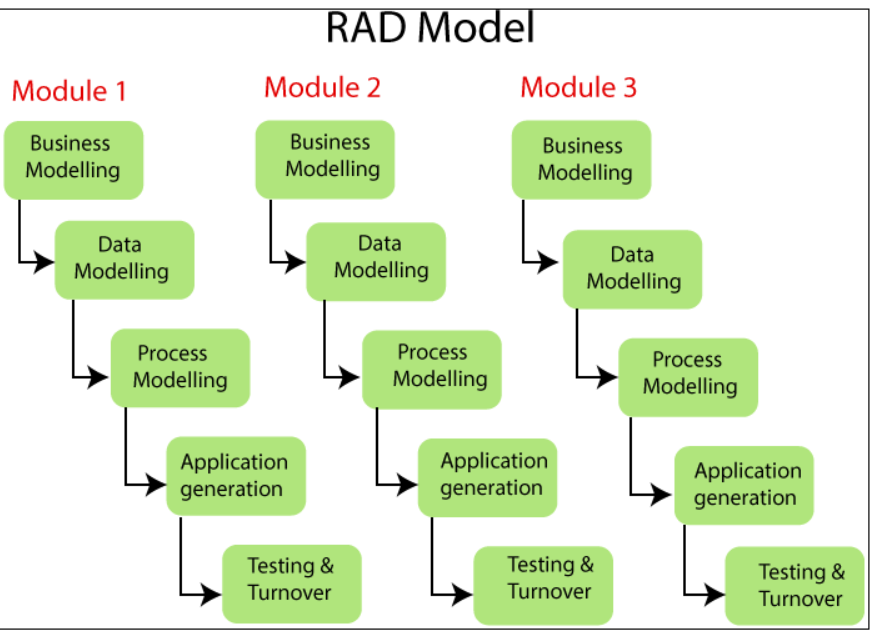 RAD Model
Module 1
Business
Modelling
Data
Modelling
Process
Modelling
Application
generation
Testing &
Turnover
Module 2
Business
Modelling
Data
Modelling
Process
Modelling
Application
generation
Testing &
Turnover
Module 3
Business
Modelling
Data
Modelling
Process
Modelling
Application
generation
Testing &
Turnover